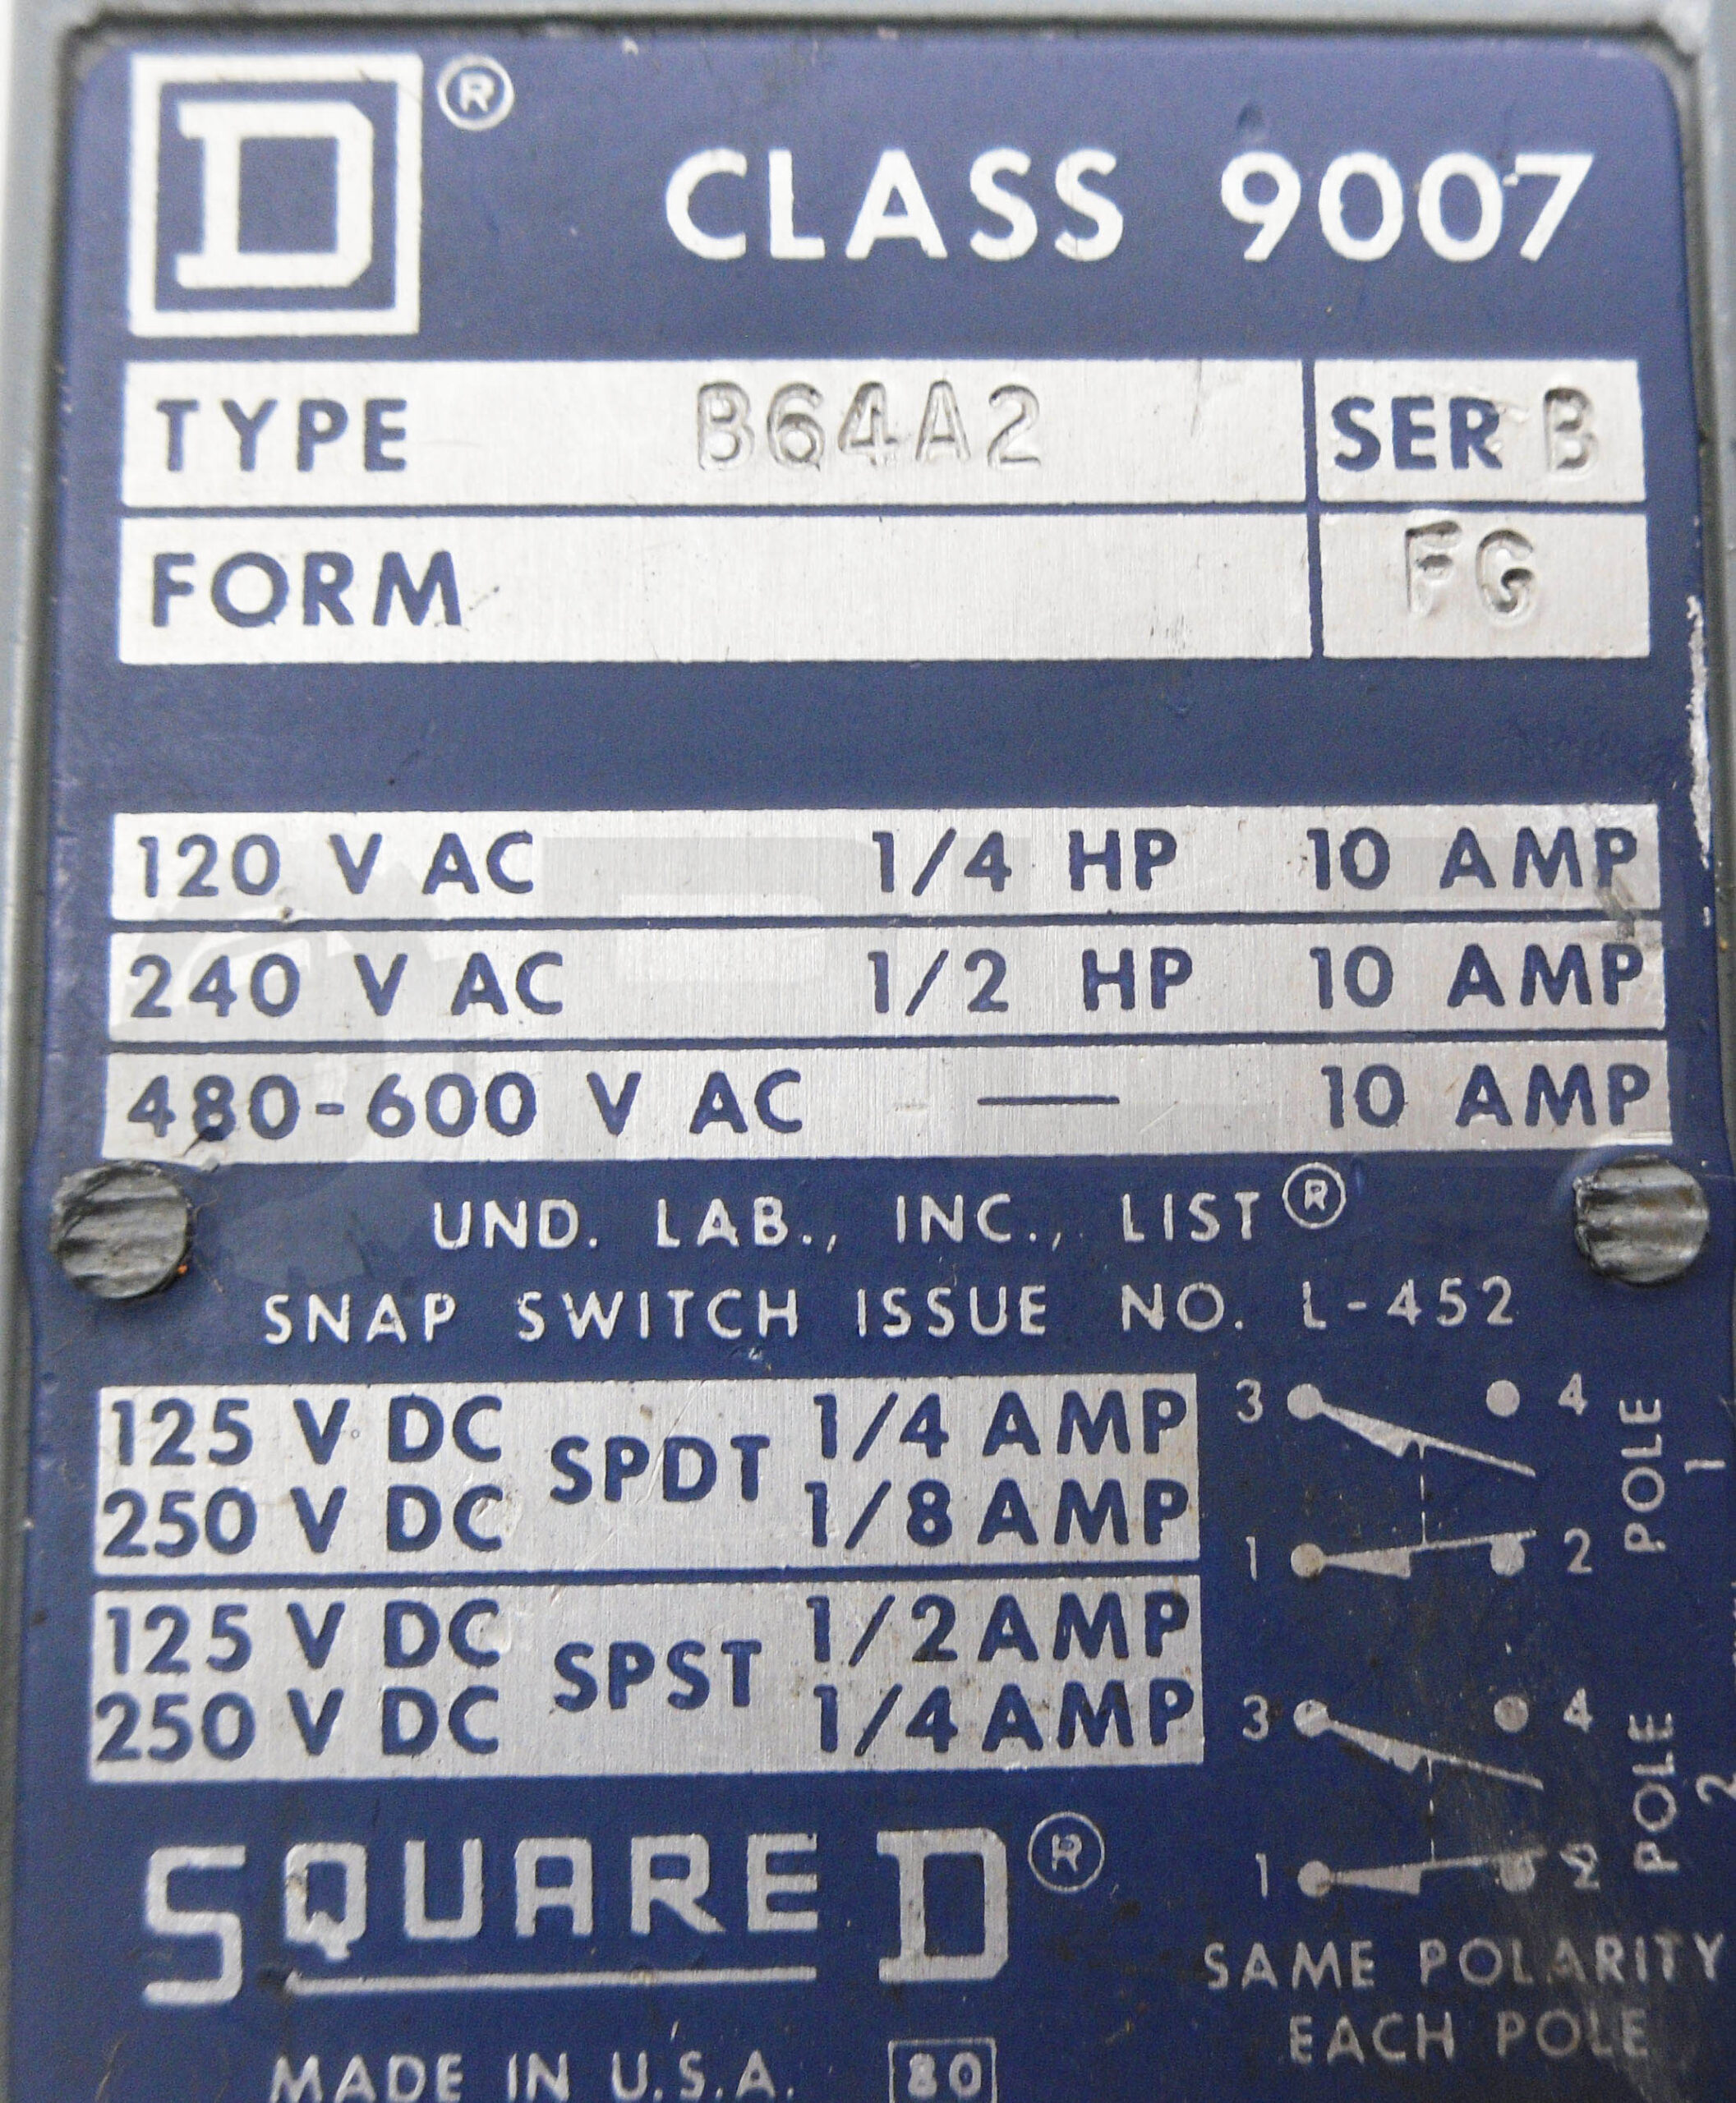 D ®
CLASS 9007
TYPE B64A2 SER B
FORM FG
120 V AC 1/4 HP 10 AMP
240 V AC 1/2 HP 10 AMP
480-600 V AC — 10 AMP
UND. LAB., INC., LIST ®
SNAP SWITCH ISSUE NO. L-452
125 V DC SPDT 1/4 AMP
250 V DC 1/8 AMP
125 V DC SPST 1/2 AMP
250 V DC 1/4 AMP
3 4
1 2
POLE 1
3 4
1 2
POLE 2
SAME POLARITY
EACH POLE
SQUARE D ®
MADE IN U.S.A. 80